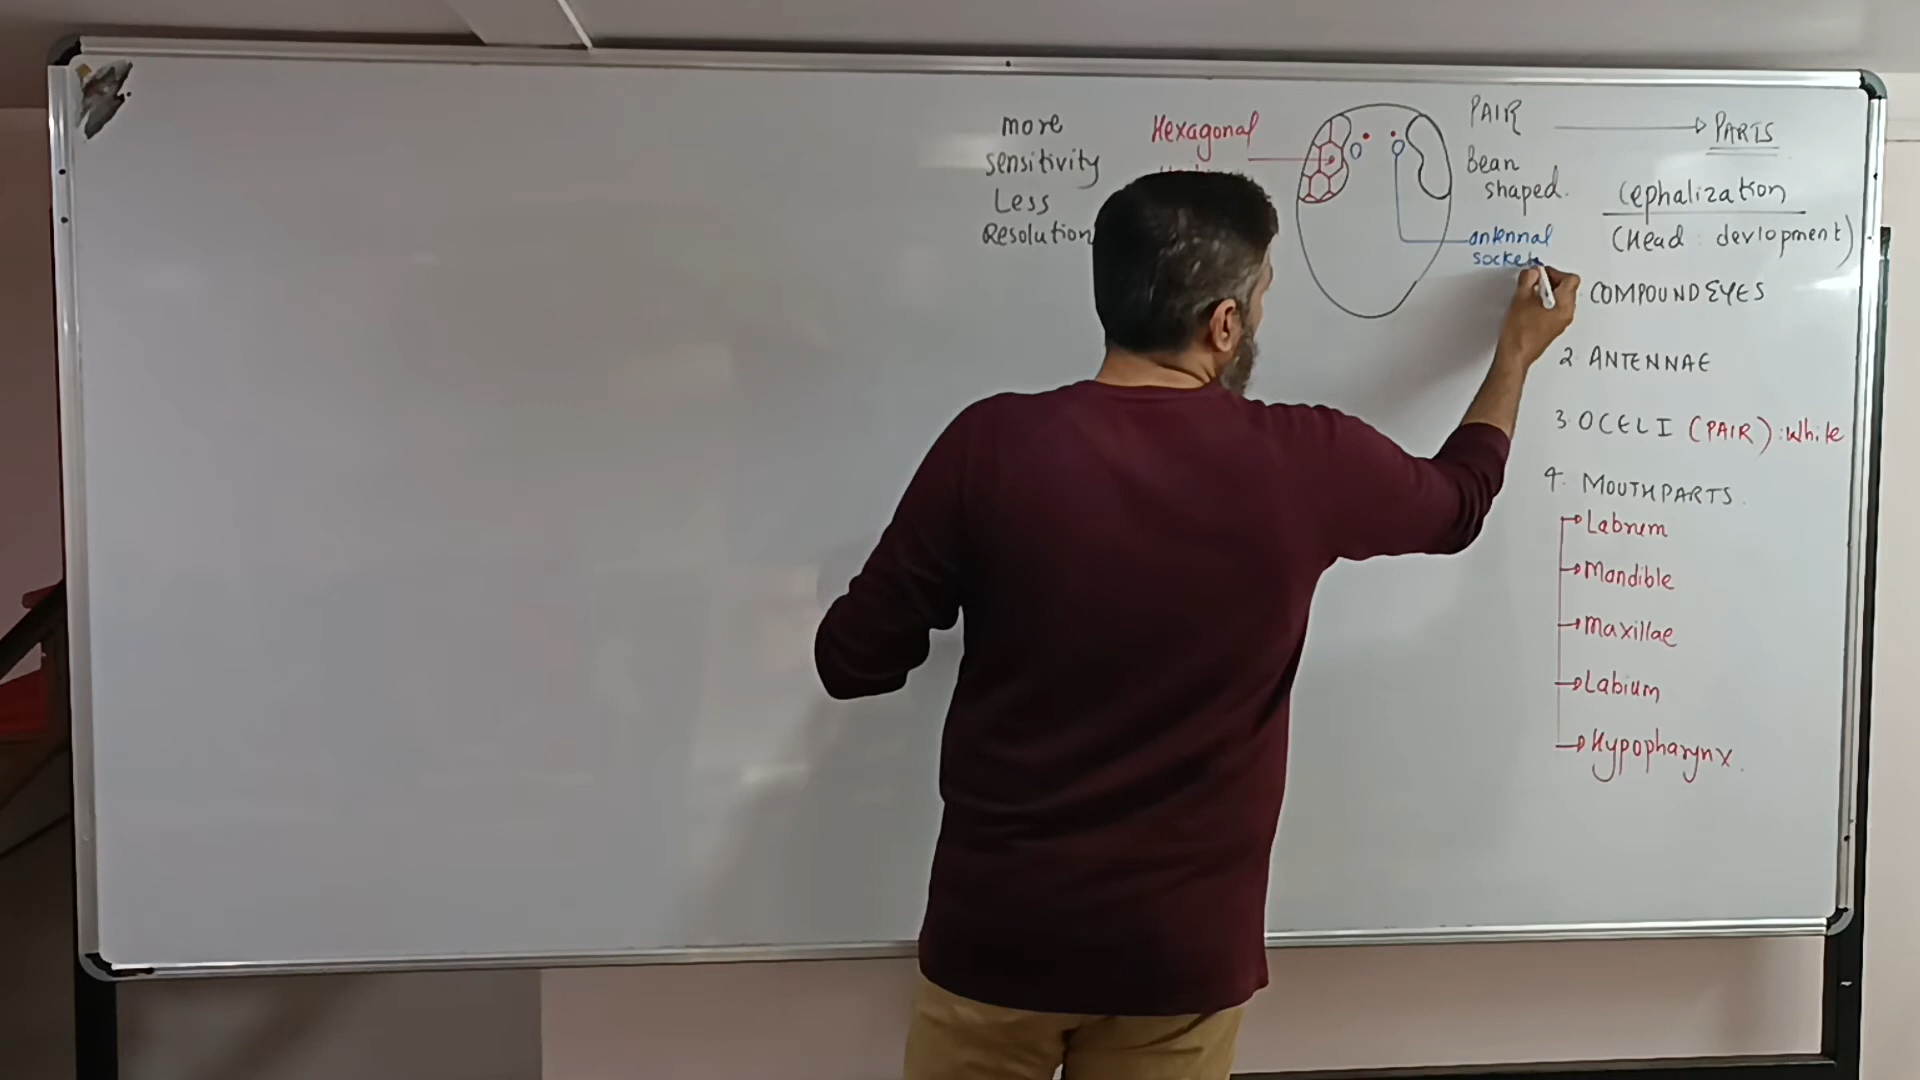 more
sensitivity
Less
Resolution
Hexagonal
PAIR
Bean
shaped.
antennal
sockets
PARTS
Cephalization
(Head devlopment)
COMPOUND EYES
2 ANTENNAE
3. OCELI (PAIR) : White
4. MOUTHPARTS.
Labrum
Mandible
Maxillae
Labium
Hypopharynx.